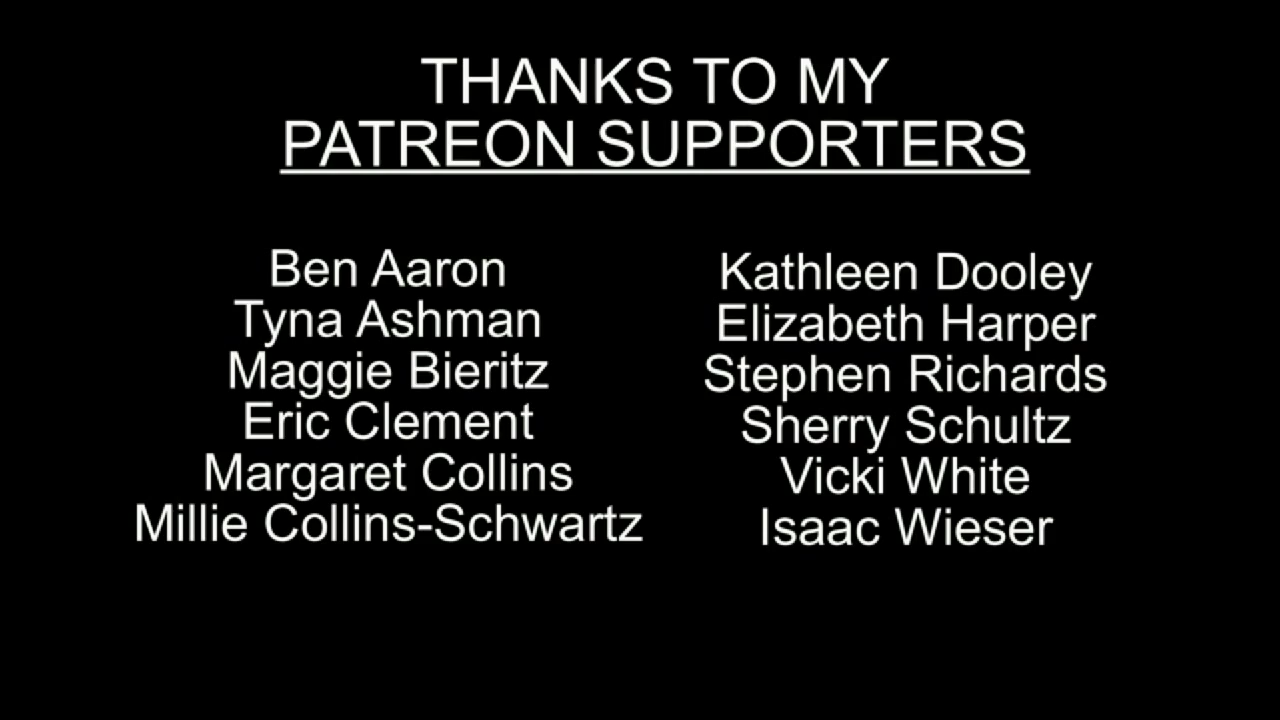 THANKS TO MY
PATREON SUPPORTERS
Ben Aaron
Tyna Ashman
Maggie Bieritz
Eric Clement
Margaret Collins
Millie Collins-Schwartz
Kathleen Dooley
Elizabeth Harper
Stephen Richards
Sherry Schultz
Vicki White
Isaac Wieser